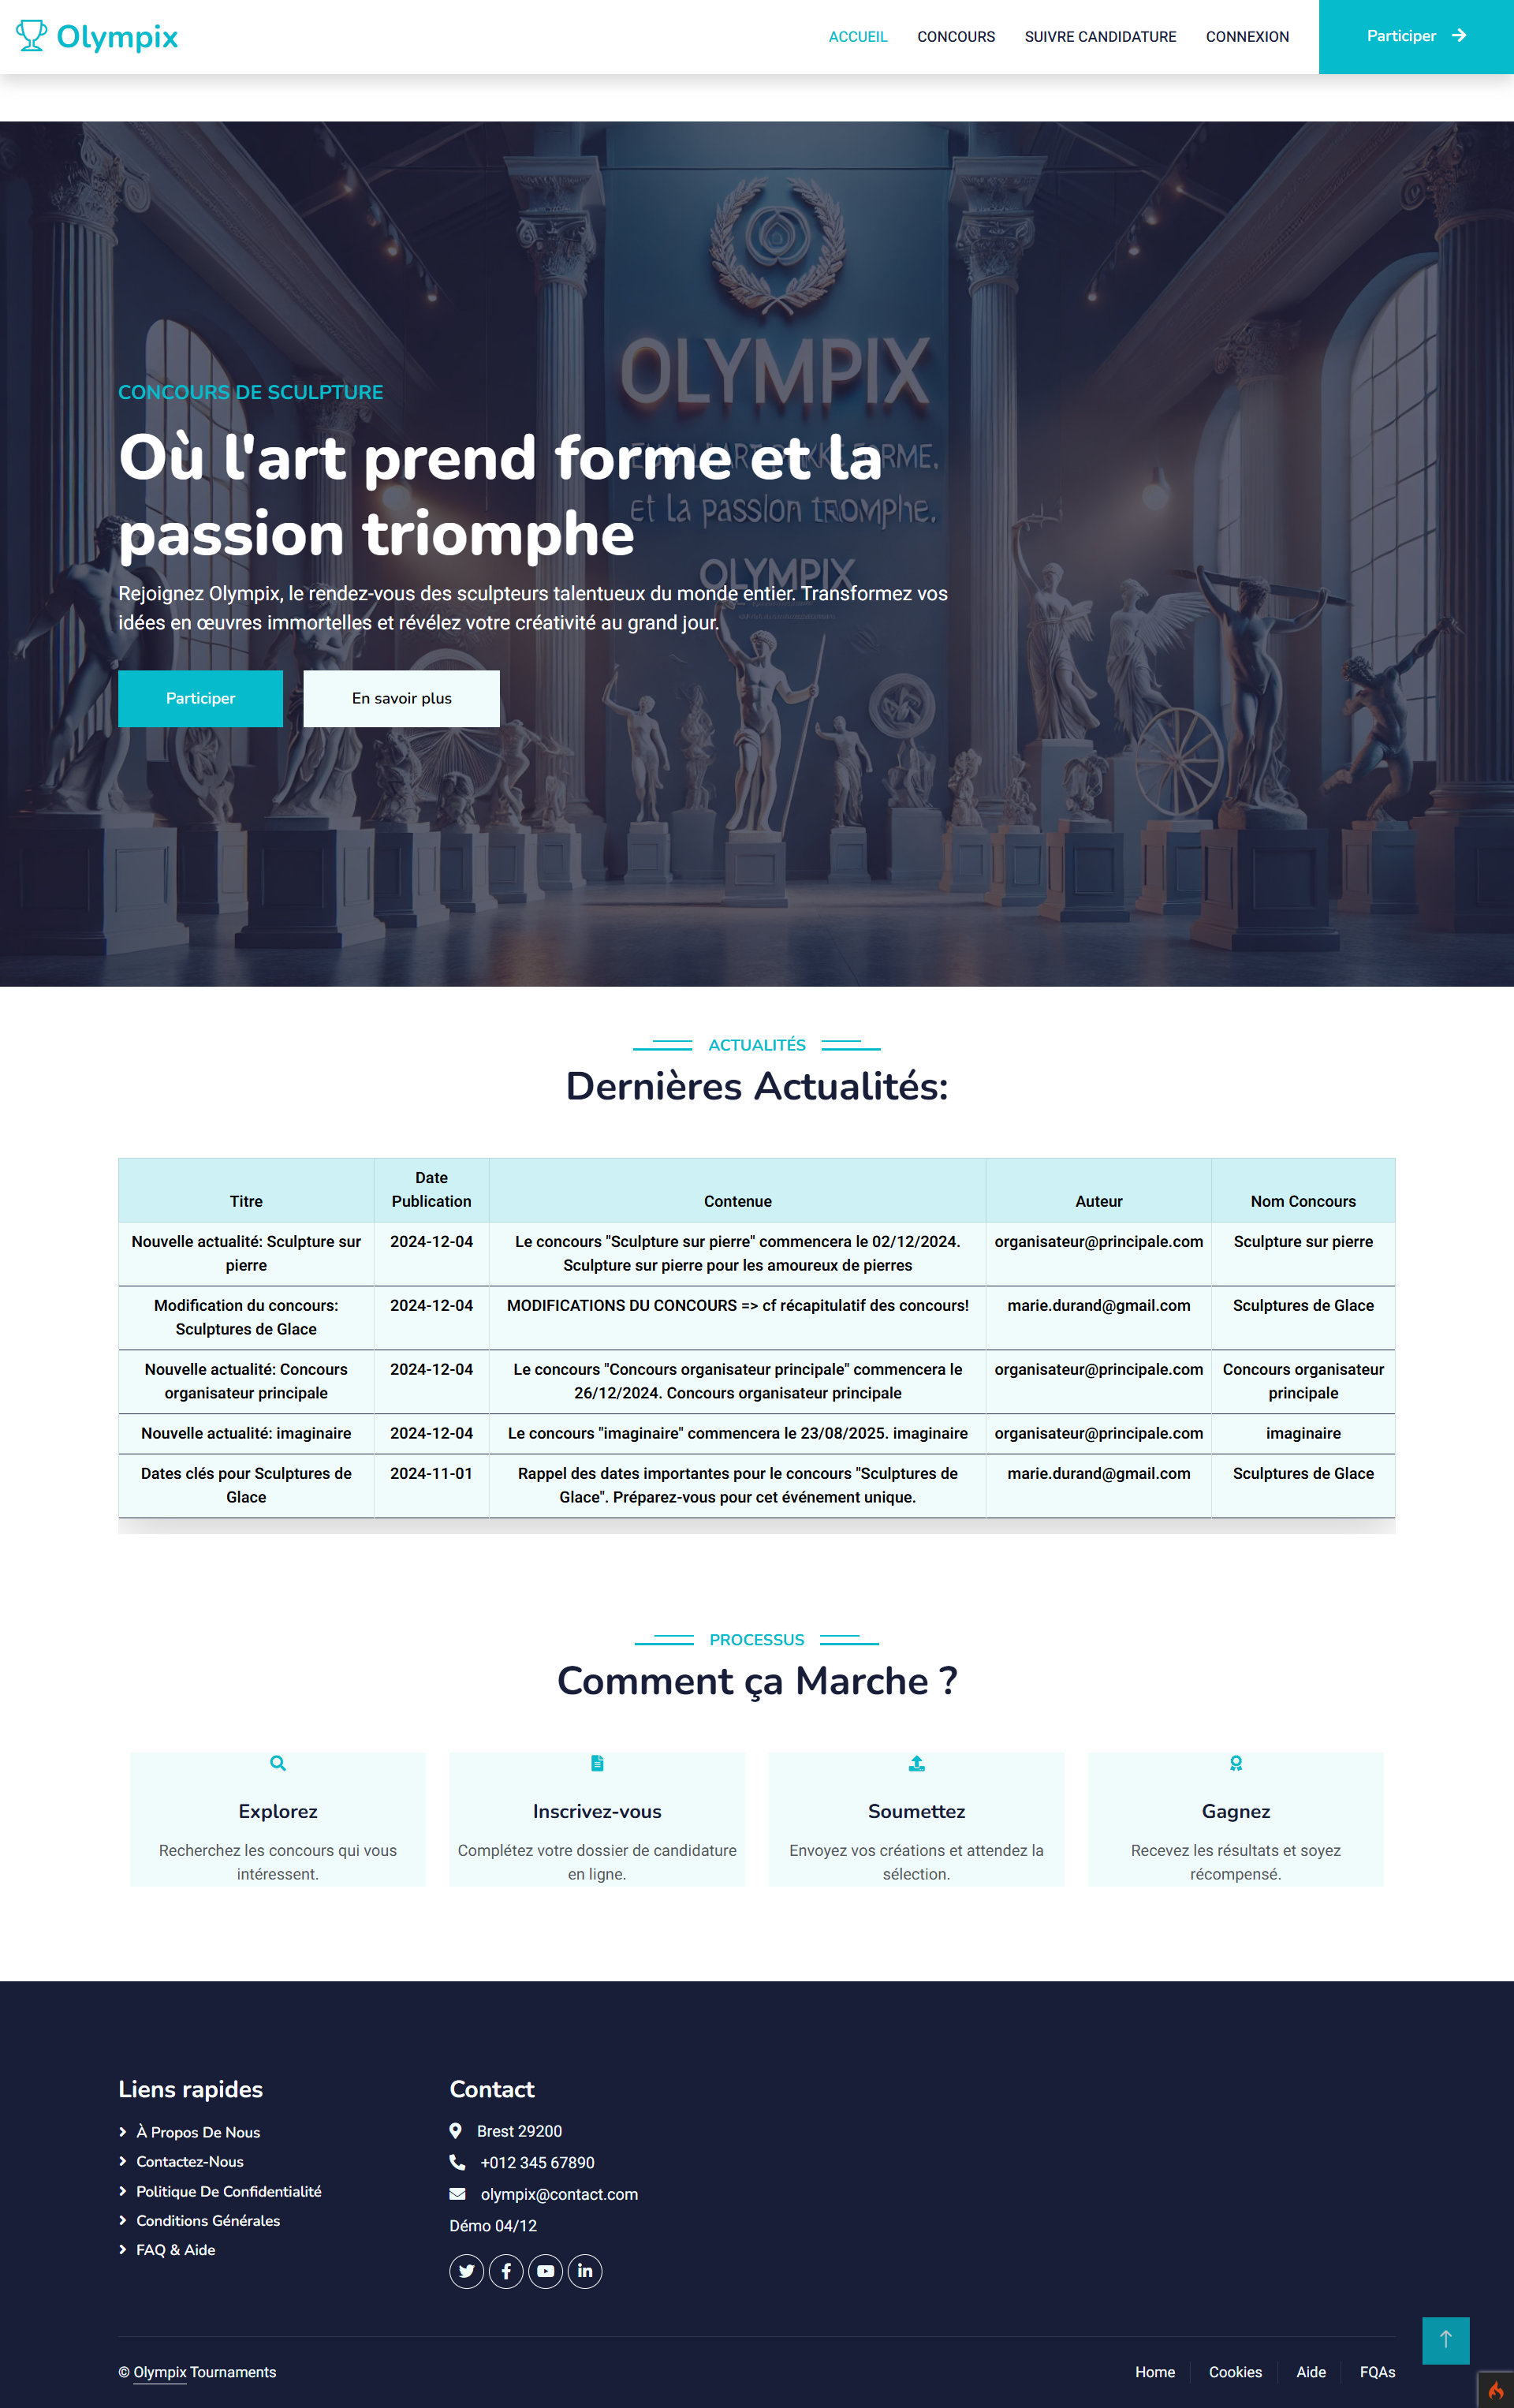 Olympix
ACCUEIL
CONCOURS
SUIVRE CANDIDATURE
CONNEXION
Participer
OLYMPIX
CONCOURS DE SCULPTURE
Où l'art prend forme et la
passion triomphe
et la passion triomphe.
OLYMPIX
Rejoignez Olympix, le rendez-vous des sculpteurs talentueux du monde entier. Transformez vos
idées en œuvres immortelles et révélez votre créativité au grand jour.
Participer
En savoir plus
ACTUALITÉS
Dernières Actualités:
Titre
Date
Publication
Contenue
Auteur
Nom Concours
Nouvelle actualité: Sculpture sur
pierre
2024-12-04
Le concours "Sculpture sur pierre" commencera le 02/12/2024.
Sculpture sur pierre pour les amoureux de pierres
organisateur@principale.com
Sculpture sur pierre
Modification du concours:
Sculptures de Glace
2024-12-04
MODIFICATIONS DU CONCOURS => cf récapitulatif des concours!
marie.durand@gmail.com
Sculptures de Glace
Nouvelle actualité: Concours
organisateur principale
2024-12-04
Le concours "Concours organisateur principale" commencera le
26/12/2024. Concours organisateur principale
organisateur@principale.com
Concours organisateur
principale
Nouvelle actualité: imaginaire
2024-12-04
Le concours "imaginaire" commencera le 23/08/2025. imaginaire
organisateur@principale.com
imaginaire
Dates clés pour Sculptures de
Glace
2024-11-01
Rappel des dates importantes pour le concours "Sculptures de
Glace". Préparez-vous pour cet événement unique.
marie.durand@gmail.com
Sculptures de Glace
PROCESSUS
Comment ça Marche ?
Explorez
Recherchez les concours qui vous
intéressent.
Inscrivez-vous
Complétez votre dossier de candidature
en ligne.
Soumettez
Envoyez vos créations et attendez la
sélection.
Gagnez
Recevez les résultats et soyez
récompensé.
Liens rapides
À Propos De Nous
Contactez-Nous
Politique De Confidentialité
Conditions Générales
FAQ & Aide
Contact
Brest 29200
+012 345 67890
olympix@contact.com
Démo 04/12
© Olympix Tournaments
Home
Cookies
Aide
FQAs